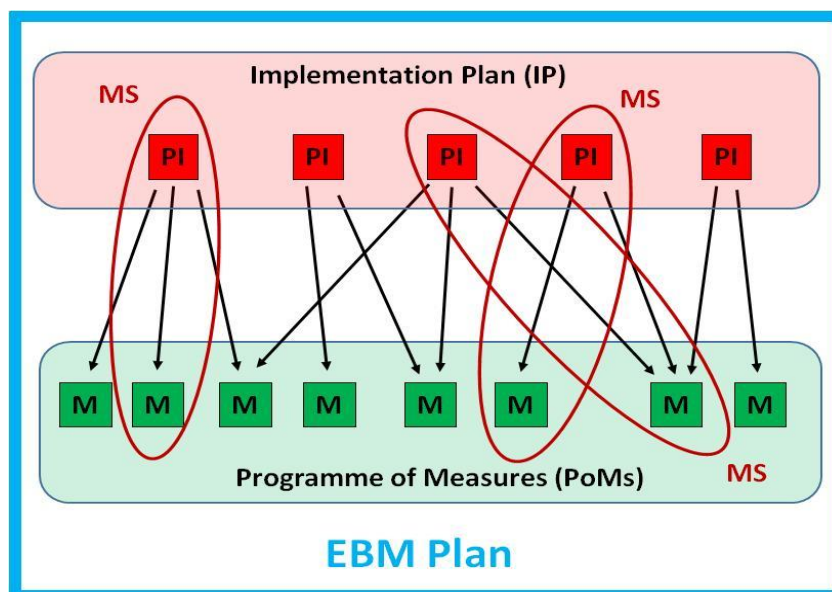 Implementation Plan (IP)
MS
MS
PI
PI
PI
PI
PI
M
M
M
M
M
M
M
M
Programme of Measures (PoMs)
MS
EBM Plan